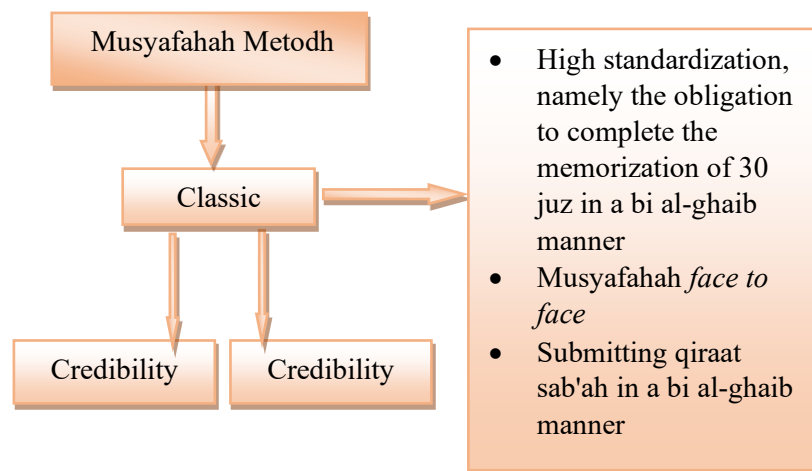 Musyafahah Metodh
Classic
Credibility
Credibility
• High standardization,
namely the obligation
to complete the
memorization of 30
juz in a bi al-ghaib
manner
• Musyafahah face to
face
• Submitting qiraat
sab'ah in a bi al-ghaib
manner